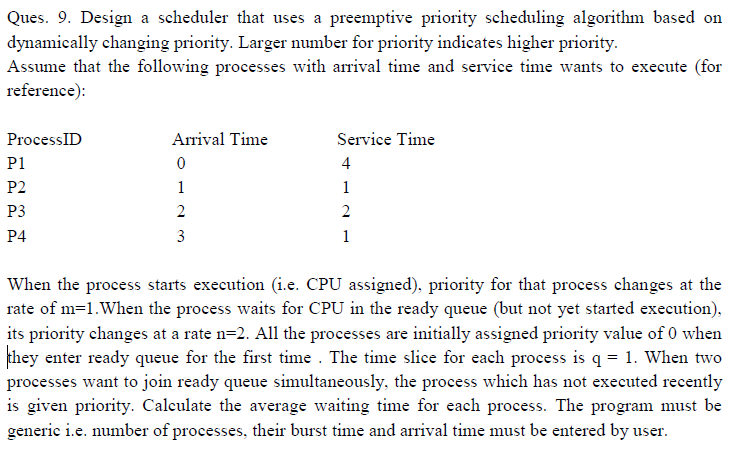 Ques. 9. Design a scheduler that uses a preemptive priority scheduling algorithm based on
dynamically changing priority. Larger number for priority indicates higher priority.
Assume that the following processes with arrival time and service time wants to execute (for
reference):
ProcessID Arrival Time Service Time
P1 0 4
P2 1 1
P3 2 2
P4 3 1
When the process starts execution (i.e. CPU assigned), priority for that process changes at the
rate of m=1.When the process waits for CPU in the ready queue (but not yet started execution),
its priority changes at a rate n=2. All the processes are initially assigned priority value of 0 when
they enter ready queue for the first time . The time slice for each process is q = 1. When two
processes want to join ready queue simultaneously, the process which has not executed recently
is given priority. Calculate the average waiting time for each process. The program must be
generic i.e. number of processes, their burst time and arrival time must be entered by user.